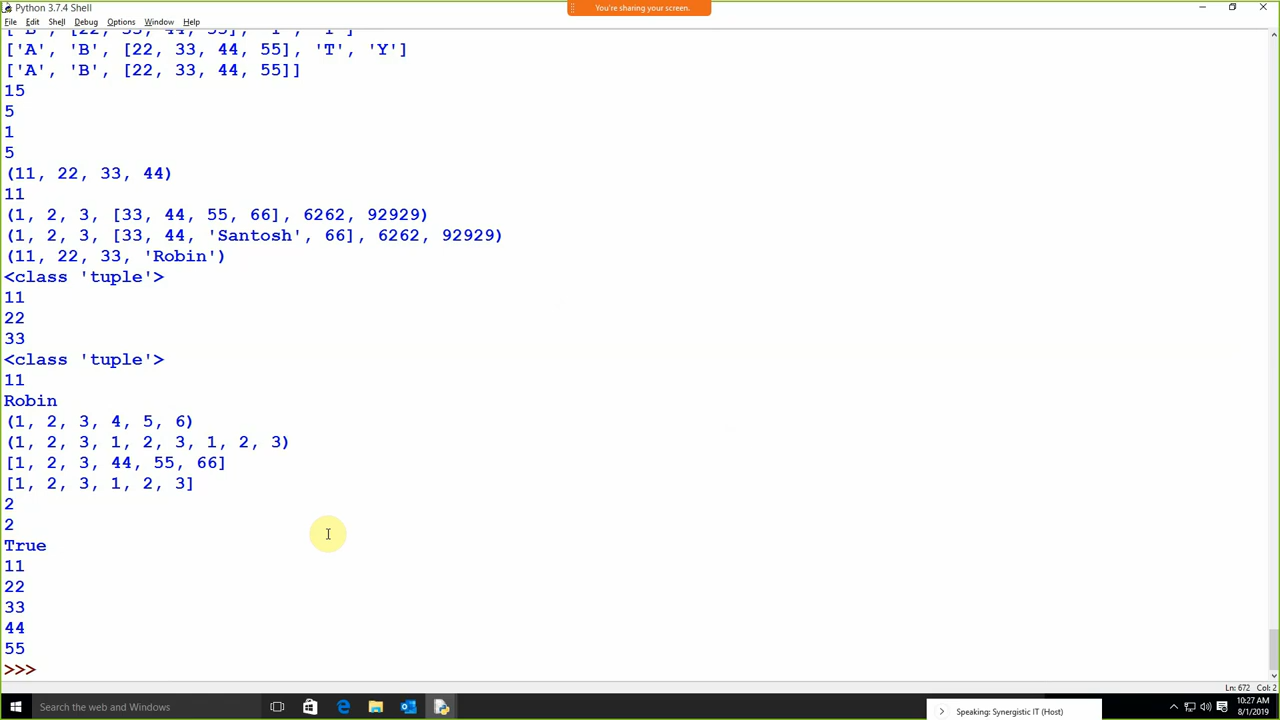 Python 3.7.4 Shell
You're sharing your screen.
File Edit Shell Debug Options Window Help
['B', [22, 33, 44, 55], 'T', 'Y']
['A', 'B', [22, 33, 44, 55], 'T', 'Y']
['A', 'B', [22, 33, 44, 55]]
15
5
1
5
(11, 22, 33, 44)
11
(1, 2, 3, [33, 44, 55, 66], 6262, 92929)
(1, 2, 3, [33, 44, 'Santosh', 66], 6262, 92929)
(11, 22, 33, 'Robin')
<class 'tuple'>
11
22
33
<class 'tuple'>
11
Robin
(1, 2, 3, 4, 5, 6)
(1, 2, 3, 1, 2, 3, 1, 2, 3)
[1, 2, 3, 44, 55, 66]
[1, 2, 3, 1, 2, 3]
2
2
True
11
22
33
44
55
>>>
Ln: 672 Col: 2
Search the web and Windows
Speaking: Synergistic IT (Host)
10:27 AM
8/1/2019